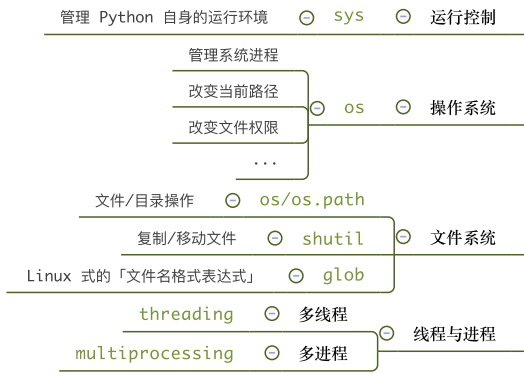 管理 Python 自身的运行环境 sys 运行控制
管理系统进程
改变当前路径
os 操作系统
改变文件权限
...
文件/目录操作 os/os.path
复制/移动文件 shutil 文件系统
Linux 式的「文件名格式表达式」 glob
threading 多线程
线程与进程
multiprocessing 多进程